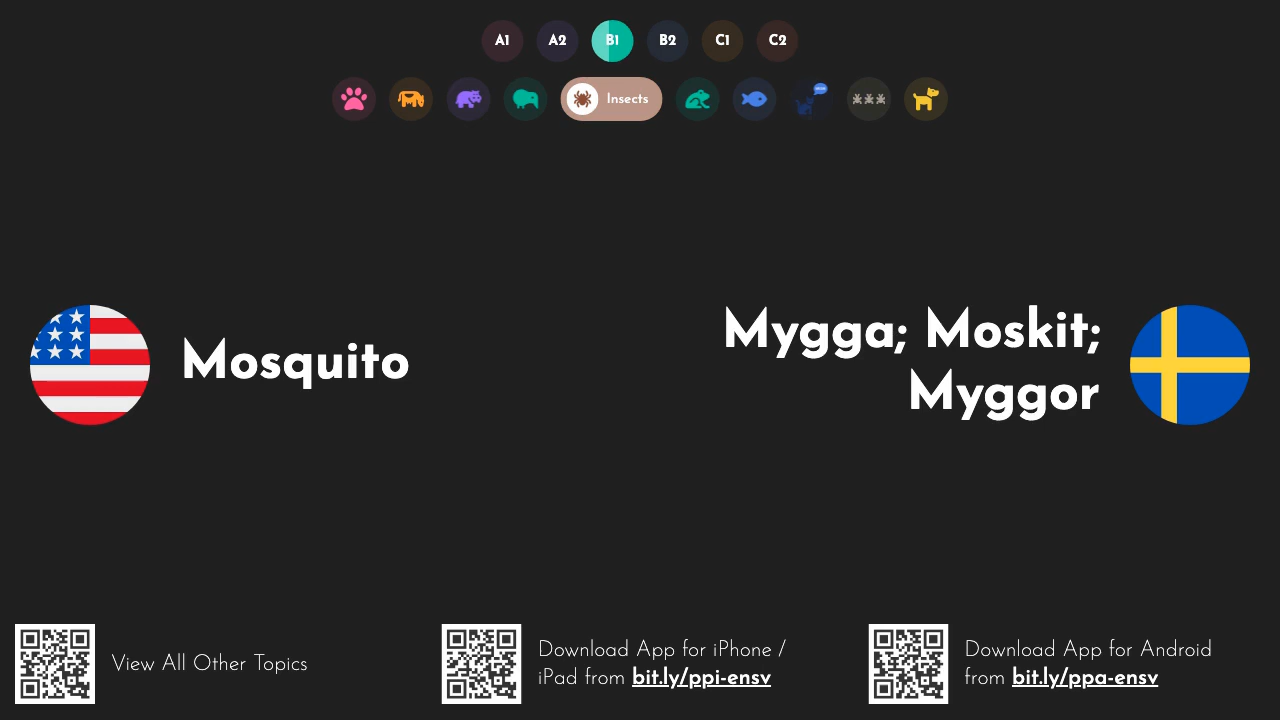 A1 A2 B1 B2 C1 C2
Insects
Mosquito
Mygga; Moskit;
Myggor
View All Other Topics
Download App for iPhone /
iPad from bit.ly/ppi-ensv
Download App for Android
from bit.ly/ppa-ensv